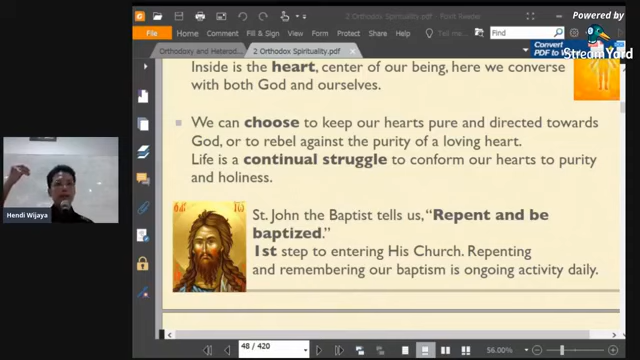 Powered by
StreamYard
2 Orthodox Spirituality.pdf - Foxit Reader
File Home Comment Fill & Sign View Form Protect Share Help Tell me Find
Orthodoxy and Heterod... 2 Orthodox Spirituality.pdf
Convert
PDF to
Inside is the heart, center of our being, here we converse
with both God and ourselves.
We can choose to keep our hearts pure and directed towards
God, or to rebel against the purity of a loving heart.
Life is a continual struggle to conform our hearts to purity
and holiness.
St. John the Baptist tells us, “Repent and be
baptized.”
1st step to entering His Church. Repenting
and remembering our baptism is ongoing activity daily.
Hendi Wijaya
48 / 420
56.00%